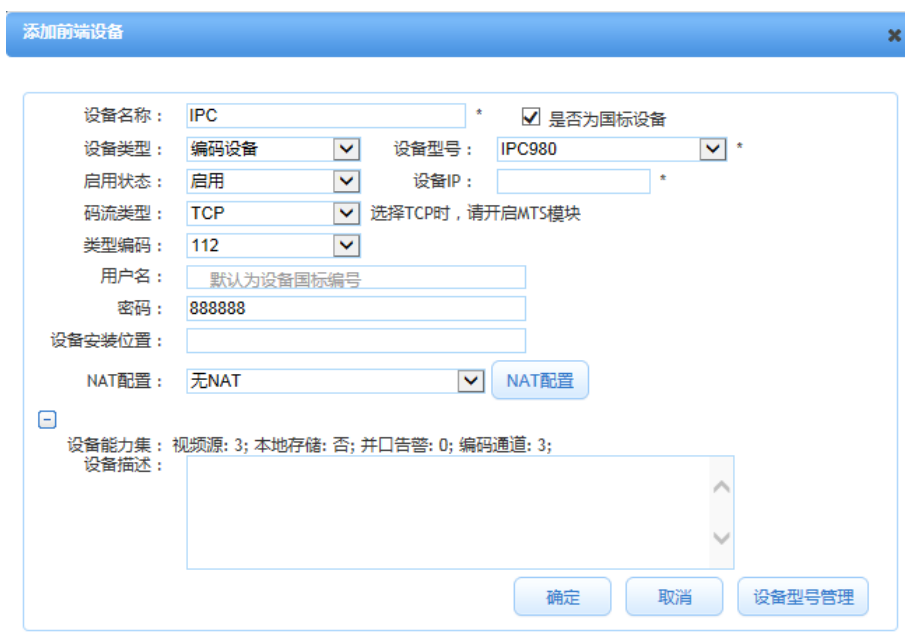 添加前端设备
设备名称： IPC * 是否为国标设备
设备类型： 编码设备 设备型号： IPC980 *
启用状态： 启用 设备IP： *
码流类型： TCP 选择TCP时，请开启MTS模块
类型编码： 112
用户名： 默认为设备国标编号
密码： 888888
设备安装位置：
NAT配置： 无NAT NAT配置
设备能力集：视频源: 3; 本地存储: 否; 并口告警: 0; 编码通道: 3;
设备描述：
确定 取消 设备型号管理